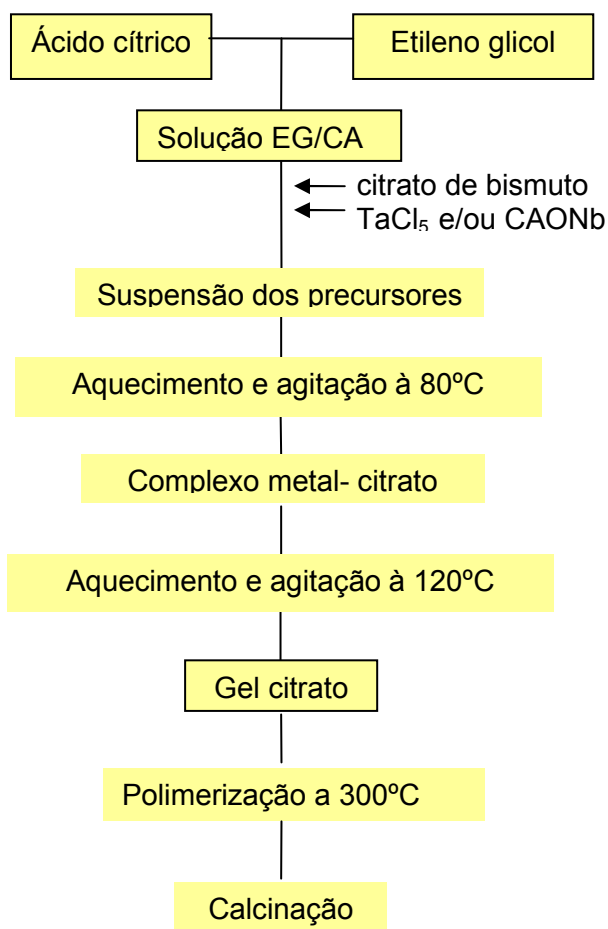 Ácido cítrico
Etileno glicol
Solução EG/CA
citrato de bismuto
TaCl₅ e/ou CAONb
Suspensão dos precursores
Aquecimento e agitação à 80ºC
Complexo metal- citrato
Aquecimento e agitação à 120ºC
Gel citrato
Polimerização a 300ºC
Calcinação